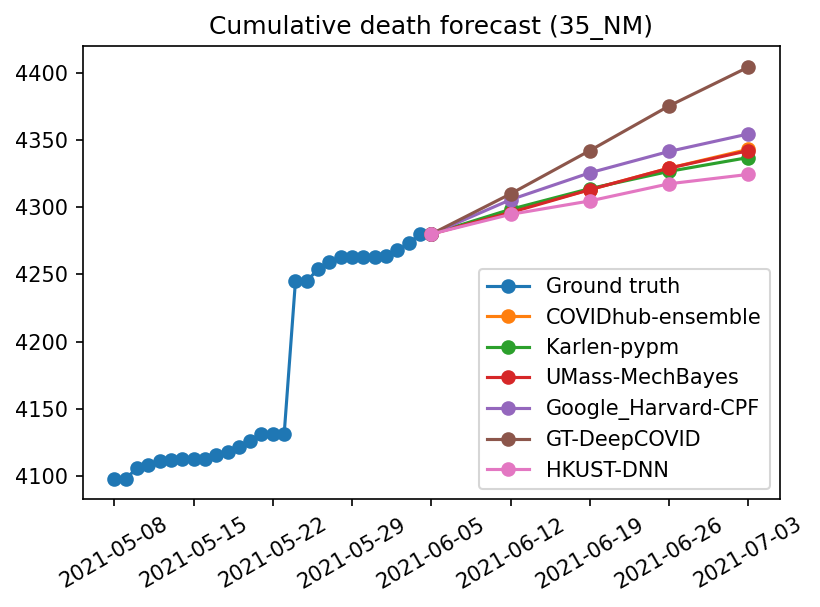 Cumulative death forecast (35_NM)
4400
4350
4300
4250
4200
4150
4100
Ground truth
COVIDhub-ensemble
Karlen-pypm
UMass-MechBayes
Google_Harvard-CPF
GT-DeepCOVID
HKUST-DNN
2021-05-08
2021-05-15
2021-05-22
2021-05-29
2021-06-05
2021-06-12
2021-06-19
2021-06-26
2021-07-03